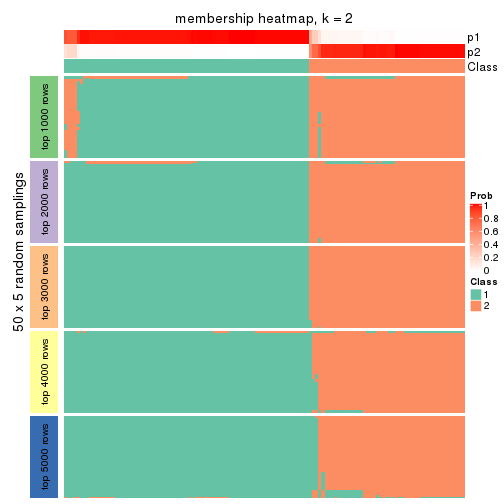 membership heatmap, k = 2
p1
p2
Class
50 x 5 random samplings
top 1000 rows
top 2000 rows
top 3000 rows
top 4000 rows
top 5000 rows
Prob
1
0.8
0.6
0.4
0.2
0
Class
1
2